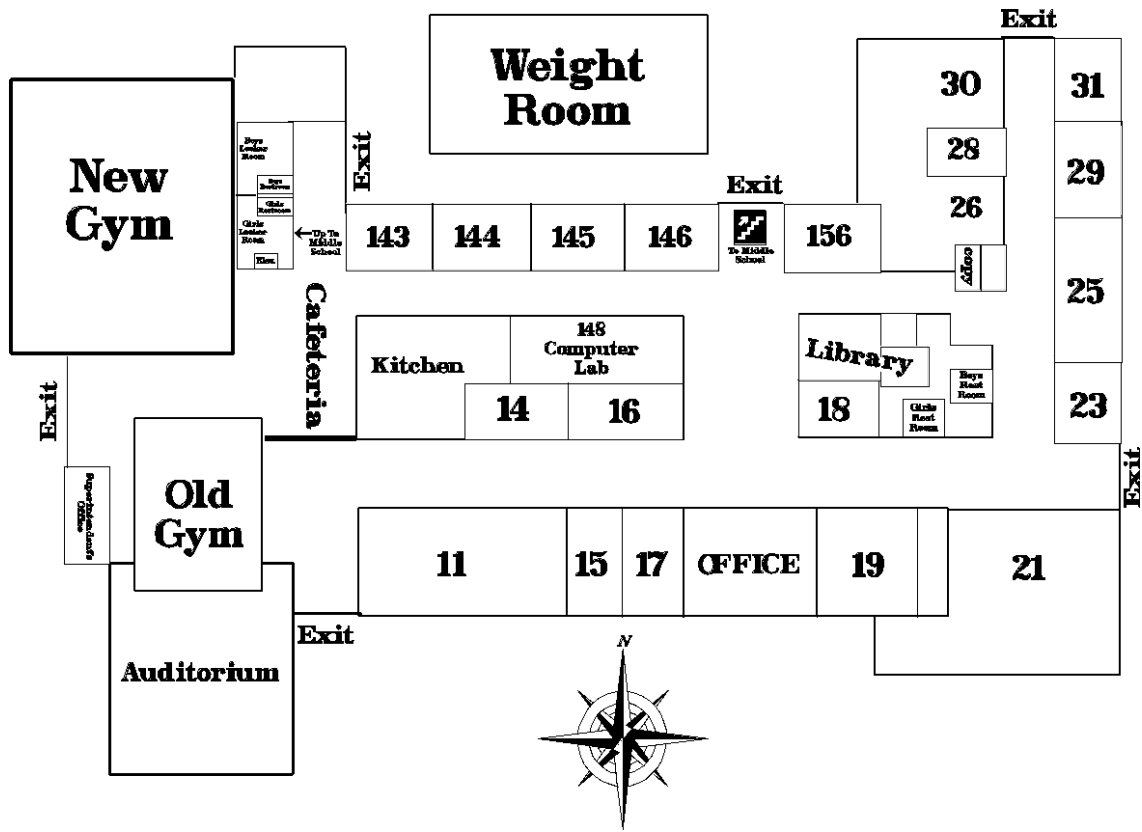 Exit
Weight
Room
30
31
Boys
Locker
Room
28
29
New
Gym
Exit
Boys
Restroom
Exit
Girls
Restroom
26
Girls
Locker
Room
Up To
Middle
School
143
144
145
146
To Middle
School
156
copy
Elev.
25
Cafeteria
Kitchen
148
Computer
Lab
Library
Boys
Rest
Room
Exit
14
16
18
Girls
Rest
Room
23
Exit
Superintendent's
Office
Old
Gym
11
15
17
OFFICE
19
21
Exit
Auditorium
N